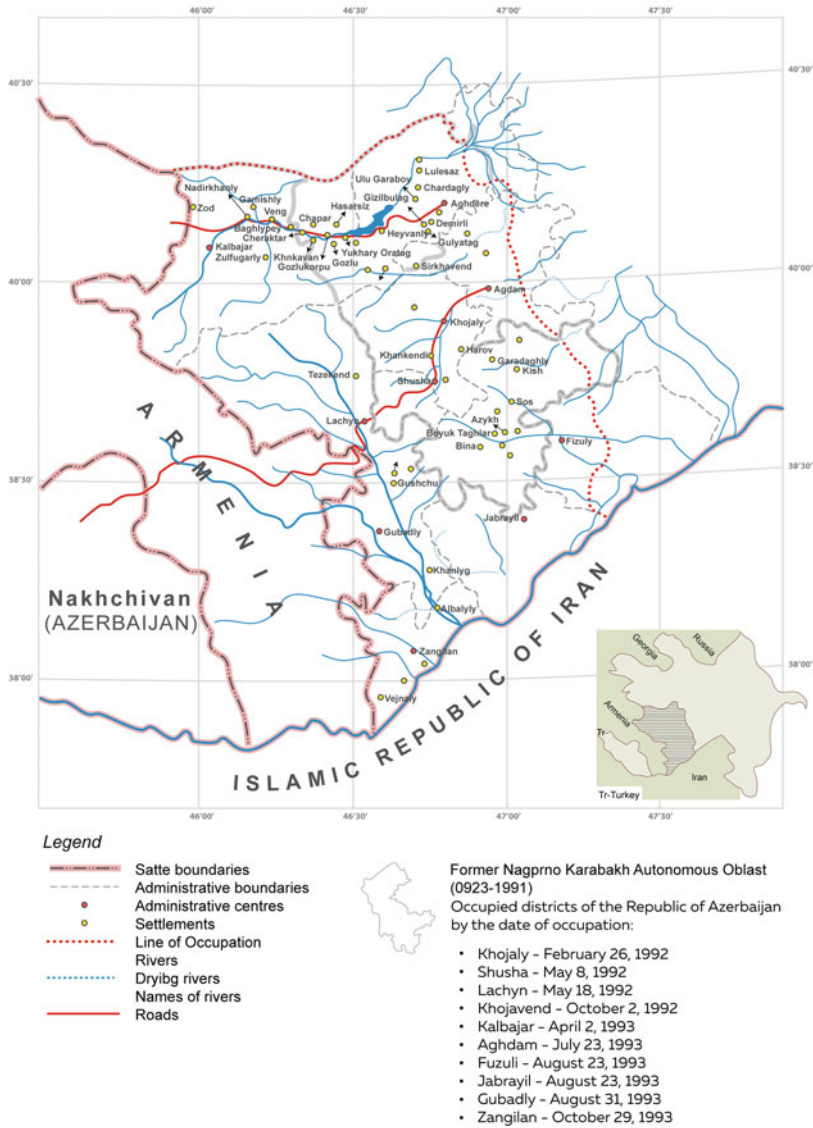 46'00'
46'30'
47'00'
47'30'
40'30'
40'30'
Ulu Garaboy
Lulesaz
Nadirkhanly
Gamishly
Hasarsiz
Chardagly
Zod
Veng
Chapar
Gizilbulag
Aghdere
Baghlypey
Cheraktar
Heyvanly
Demirli
Gulyatag
Kalbajar
Khnkavan
Yukhary Oratag
Zulfugarly
Gozlukorpu
Gozlu
Sirkhavend
40'00'
40'00'
Agdam
Khojaly
Khankendi
Harov
Garadaghly
Tezekend
Shusha
Kish
Sos
Lachyn
Azykh
Boyuk Taghlar
Fizuly
Bina
38'30'
38'30'
Gushchu
Jabrayil
Gubadly
ARMENIA
Khanlyg
Nakhchivan
(AZERBAIJAN)
Albalyly
Zangilan
38'00'
38'00'
Vejnaly
ISLAMIC REPUBLIC OF IRAN
Georgia
Russia
Armenia
Tr
Iran
Tr-Turkey
46'00'
46'30'
47'00'
47'30'
Legend
Satte boundaries
Administrative boundaries
Administrative centres
Settlements
Line of Occupation
Rivers
Dryibg rivers
Names of rivers
Roads
Former Nagprno Karabakh Autonomous Oblast
(0923-1991)
Occupied districts of the Republic of Azerbaijan
by the date of occupation:
• Khojaly – February 26, 1992
• Shusha – May 8, 1992
• Lachyn – May 18, 1992
• Khojavend – October 2, 1992
• Kalbajar – April 2, 1993
• Aghdam – July 23, 1993
• Fuzuli – August 23, 1993
• Jabrayil – August 23, 1993
• Gubadly – August 31, 1993
• Zangilan – October 29, 1993